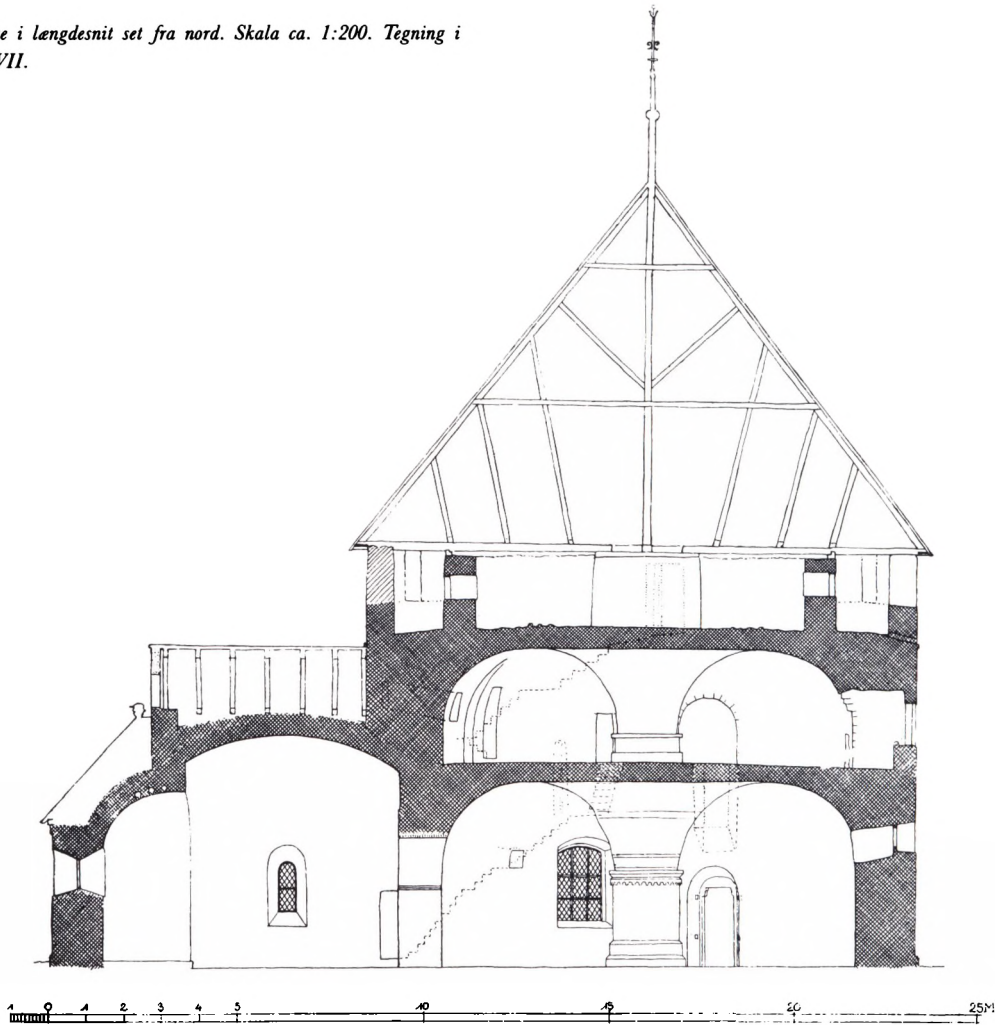 e i længdesnit set fra nord. Skala ca. 1:200. Tegning i
VII.
1 0 1 2 3 4 5 10 15 20 25M